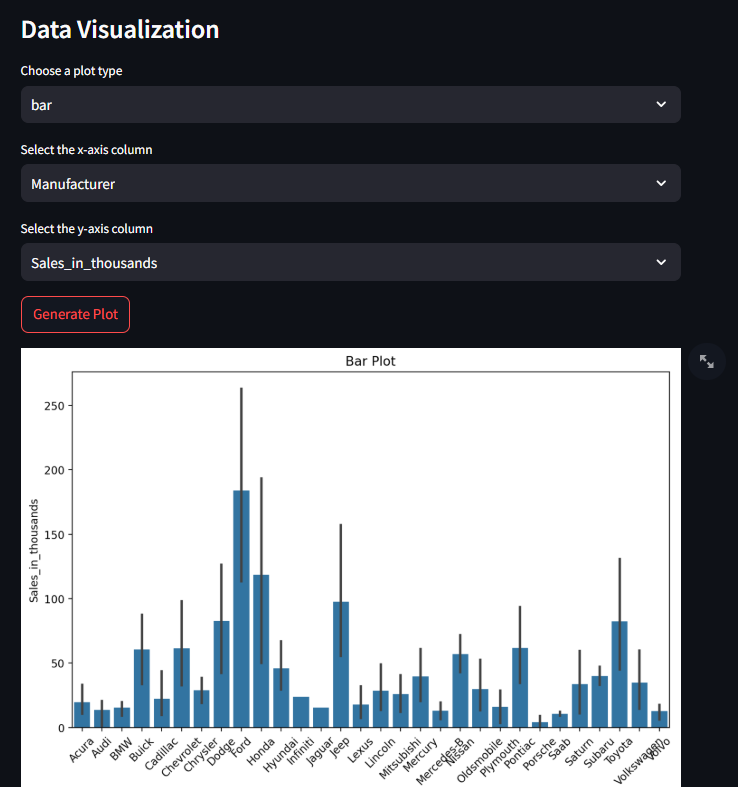 Data Visualization
Choose a plot type
bar
Select the x-axis column
Manufacturer
Select the y-axis column
Sales_in_thousands
Generate Plot
Bar Plot
250
200
150
100
50
0
Sales_in_thousands
Acura
Audi
BMW
Buick
Cadillac
Chevrolet
Chrysler
Dodge
Ford
Honda
Hyundai
Infiniti
Jaguar
Jeep
Lexus
Lincoln
Mitsubishi
Mercury
Mercedes-B
Nissan
Oldsmobile
Plymouth
Pontiac
Porsche
Saab
Saturn
Subaru
Toyota
Volkswagen
Volvo